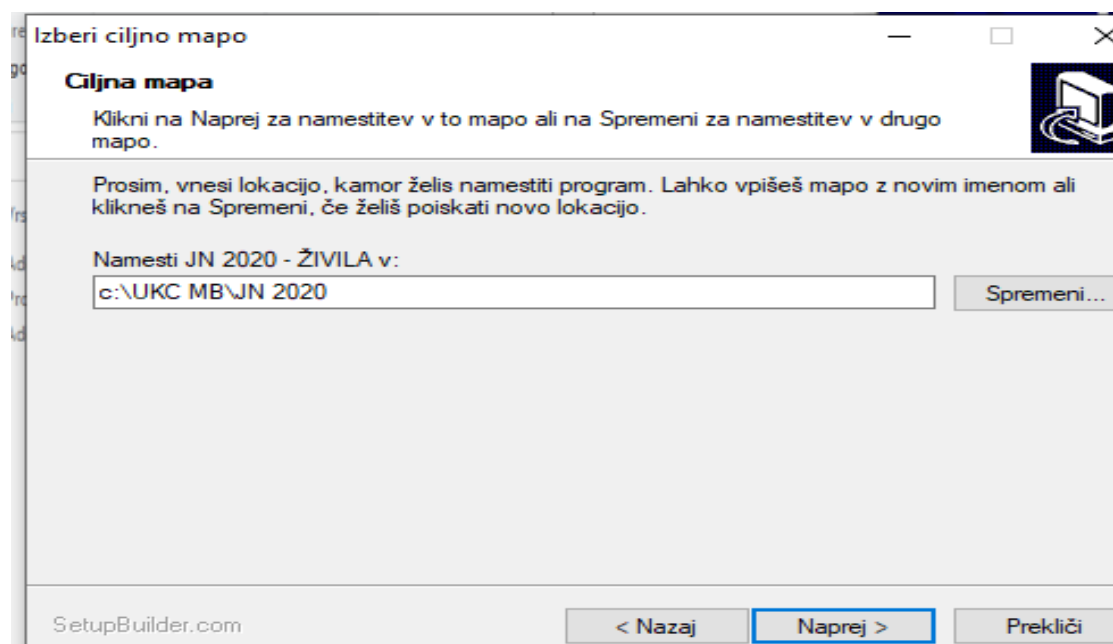 Izberi ciljno mapo
Ciljna mapa
Klikni na Naprej za namestitev v to mapo ali na Spremeni za namestitev v drugo
mapo.
Prosim, vnesi lokacijo, kamor želis namestiti program. Lahko vpišeš mapo z novim imenom ali
klikneš na Spremeni, če želiš poiskati novo lokacijo.
Namesti JN 2020 - ŽIVILA v:
c:\UKC MB\JN 2020
Spremeni...
SetupBuilder.com
< Nazaj
Naprej >
Prekliči